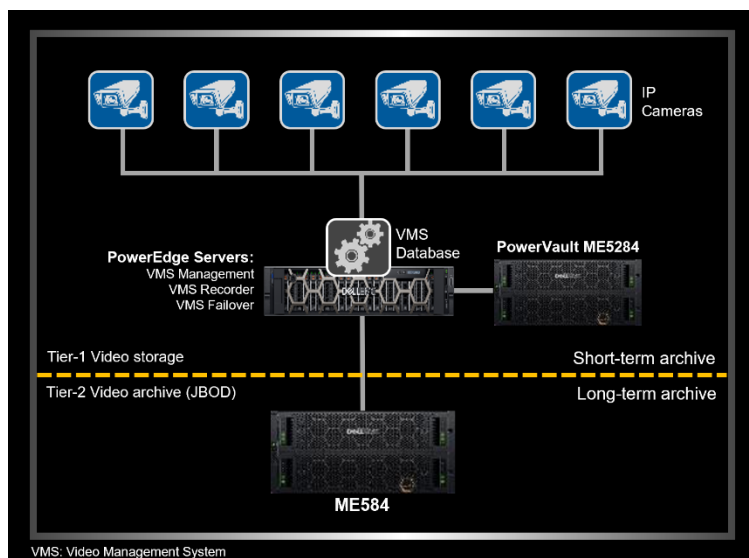 IP
Cameras
VMS
Database
PowerEdge Servers:
VMS Management
VMS Recorder
VMS Failover
PowerVault ME5284
Tier-1 Video storage
Short-term archive
Tier-2 Video archive (JBOD)
Long-term archive
ME584
VMS: Video Management System